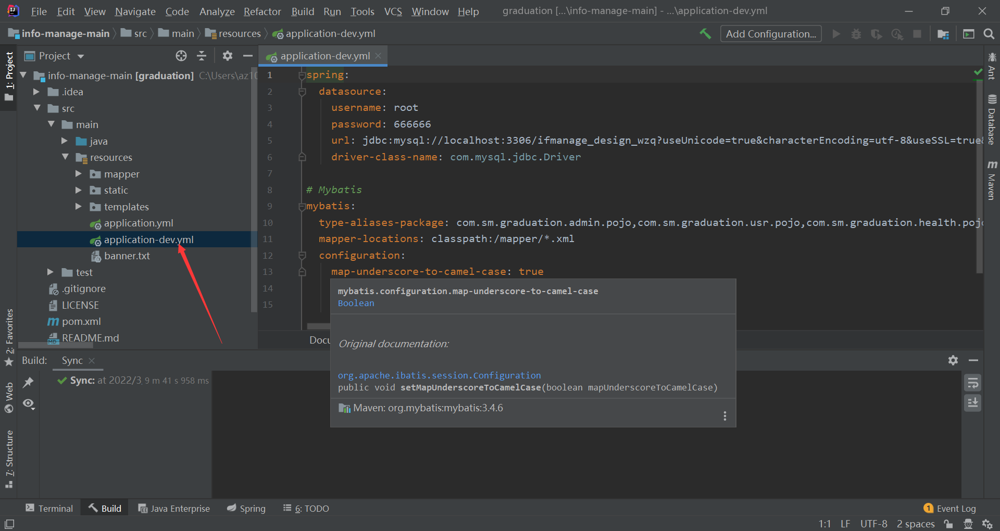 File Edit View Navigate Code Analyze Refactor Build Run Tools VCS Window Help graduation [...\info-manage-main] - ...\application-dev.yml
info-manage-main src main resources application-dev.yml Add Configuration...
1: Project
Project
application-dev.yml
info-manage-main [graduation] C:\Users\az10
.idea
src
main
java
resources
mapper
static
templates
application.yml
application-dev.yml
banner.txt
test
.gitignore
LICENSE
pom.xml
README.md
1 spring:
2 datasource:
3 username: root
4 password: 666666
5 url: jdbc:mysql://localhost:3306/ifmanage_design_wzq?useUnicode=true&characterEncoding=utf-8&useSSL=true&
6 driver-class-name: com.mysql.jdbc.Driver
7
8 # Mybatis
9 mybatis:
10 type-aliases-package: com.sm.graduation.admin.pojo,com.sm.graduation.usr.pojo,com.sm.graduation.health.pojo
11 mapper-locations: classpath:/mapper/*.xml
12 configuration:
13 map-underscore-to-camel-case: true
14
15
Docu
mybatis.configuration.map-underscore-to-camel-case
Boolean
Original documentation:
org.apache.ibatis.session.Configuration
public void setMapUnderscoreToCamelCase(boolean mapUnderscoreToCamelCase)
Maven: org.mybatis:mybatis:3.4.6
Ant
Database
m
Maven
2: Favorites
Web
7: Structure
Build: Sync
Sync: at 2022/3, 9 m 41 s 958 ms
Terminal Build Java Enterprise Spring 6: TODO 1 Event Log
1:1 LF UTF-8 2 spaces